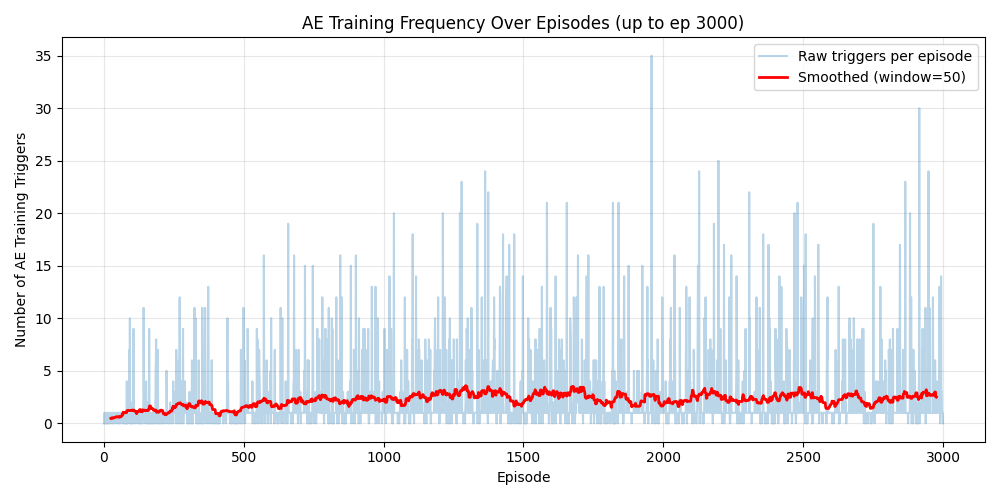 AE Training Frequency Over Episodes (up to ep 3000)
Raw triggers per episode
Smoothed (window=50)
Number of AE Training Triggers
35
30
25
20
15
10
5
0
0 500 1000 1500 2000 2500 3000
Episode